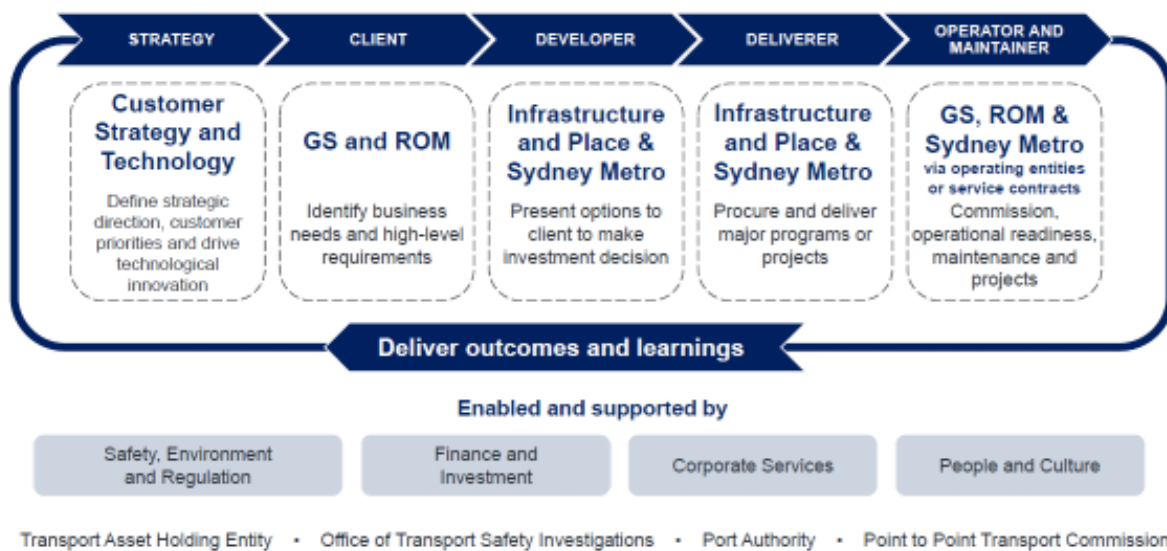 STRATEGY
CLIENT
DEVELOPER
DELIVERER
OPERATOR AND
MAINTAINER
Customer
Strategy and
Technology
Define strategic
direction, customer
priorities and drive
technological
innovation
GS and ROM
Identify business
needs and high-level
requirements
Infrastructure
and Place &
Sydney Metro
Present options to
client to make
investment decision
Infrastructure
and Place &
Sydney Metro
Procure and deliver
major programs or
projects
GS, ROM &
Sydney Metro
via operating entities
or service contracts
Commission,
operational readiness,
maintenance and
projects
Deliver outcomes and learnings
Enabled and supported by
Safety, Environment
and Regulation
Finance and
Investment
Corporate Services
People and Culture
Transport Asset Holding Entity • Office of Transport Safety Investigations • Port Authority • Point to Point Transport Commission